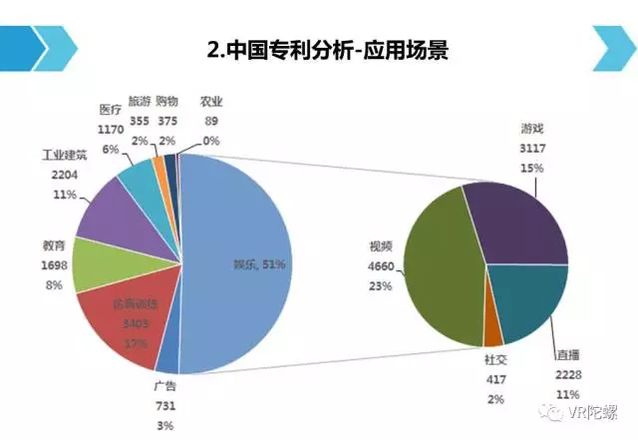 2.中国专利分析-应用场景
旅游
355
2%
购物
375
2%
农业
89
0%
医疗
1170
6%
工业建筑
2204
11%
教育
1698
8%
3405
17%
广告
731
3%
娱乐, 51%
游戏
3117
15%
视频
4660
23%
社交
417
2%
直播
2228
11%
VR陀螺